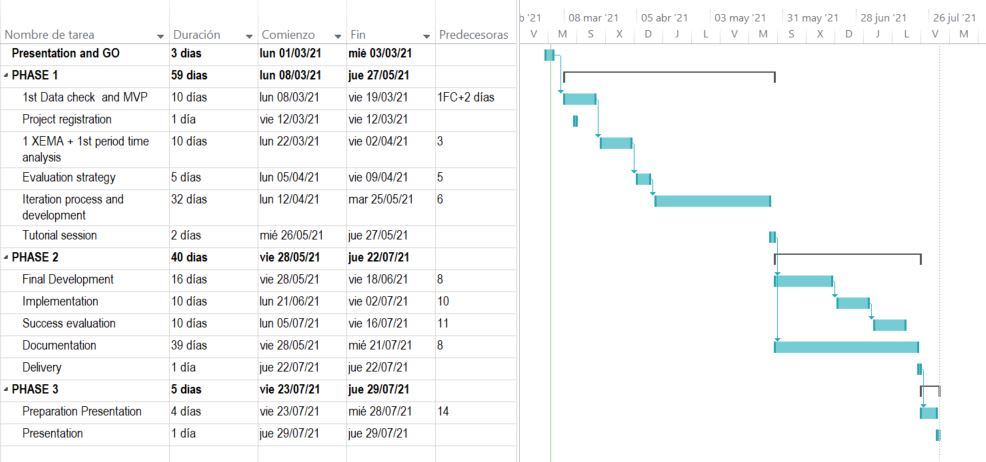 Nombre de tarea Duración Comienzo Fin Predecesoras
Presentation and GO 3 dias lun 01/03/21 mié 03/03/21
PHASE 1 59 dias lun 08/03/21 jue 27/05/21
1st Data check and MVP 10 días lun 08/03/21 vie 19/03/21 1FC+2 días
Project registration 1 día vie 12/03/21 vie 12/03/21
1 XEMA + 1st period time 10 días lun 22/03/21 vie 02/04/21 3
analysis
Evaluation strategy 5 días lun 05/04/21 vie 09/04/21 5
Iteration process and 32 días lun 12/04/21 mar 25/05/21 6
development
Tutorial session 2 días mié 26/05/21 jue 27/05/21
PHASE 2 40 dias vie 28/05/21 jue 22/07/21
Final Development 16 días vie 28/05/21 vie 18/06/21 8
Implementation 10 días lun 21/06/21 vie 02/07/21 10
Success evaluation 10 días lun 05/07/21 vie 16/07/21 11
Documentation 39 días vie 28/05/21 mié 21/07/21 8
Delivery 1 día jue 22/07/21 jue 22/07/21
PHASE 3 5 dias vie 23/07/21 jue 29/07/21
Preparation Presentation 4 días vie 23/07/21 mié 28/07/21 14
Presentation 1 día jue 29/07/21 jue 29/07/21
b '21 08 mar '21 05 abr '21 03 may '21 31 may '21 28 jun '21 26 jul '21
V M S X D J L V M S X D J L V M